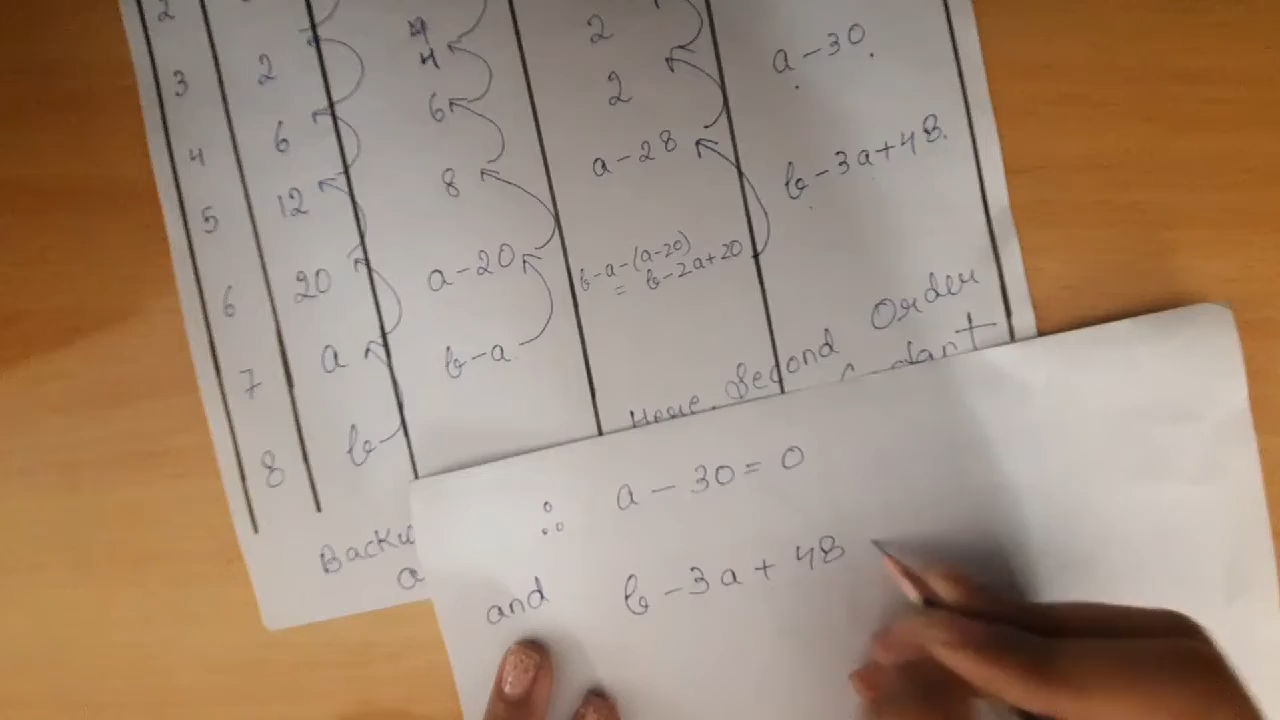 2
3 2 4 2 a-30.
4 6 6 2
5 12 8 a-28 b-3a+48.
6 20 a-20 b-a-(a-20)
= b-2a+20
7 a b-a
8 b
Here Second Order
a
∴ a-30=0
and b-3a+48